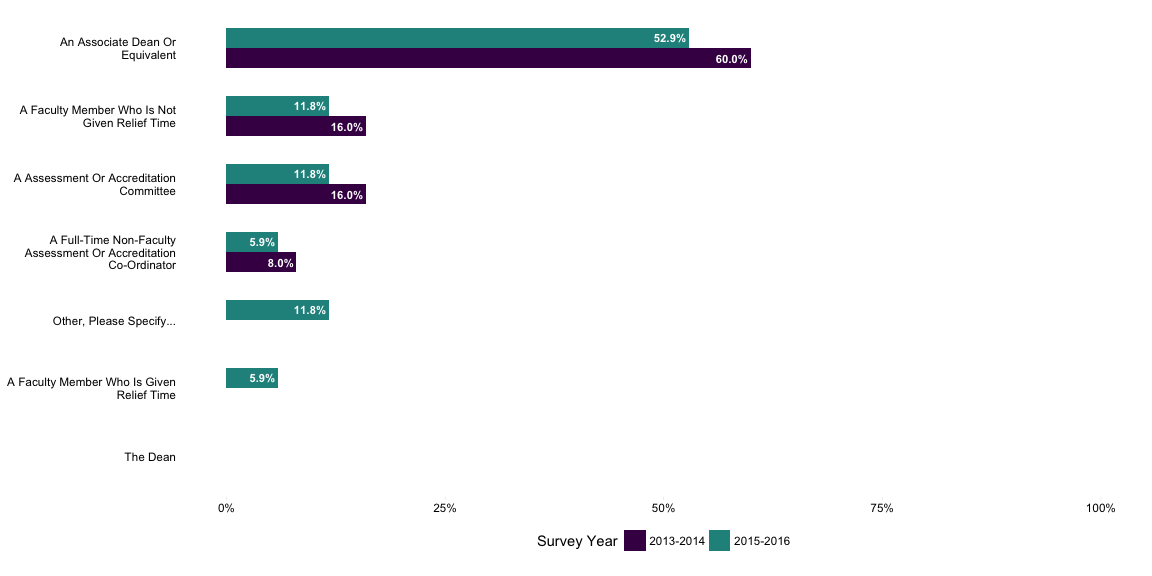 An Associate Dean Or
Equivalent
52.9%
60.0%
A Faculty Member Who Is Not
Given Relief Time
11.8%
16.0%
A Assessment Or Accreditation
Committee
11.8%
16.0%
A Full-Time Non-Faculty
Assessment Or Accreditation
Co-Ordinator
5.9%
8.0%
Other, Please Specify...
11.8%
A Faculty Member Who Is Given
Relief Time
5.9%
The Dean
0% 25% 50% 75% 100%
Survey Year 2013-2014 2015-2016